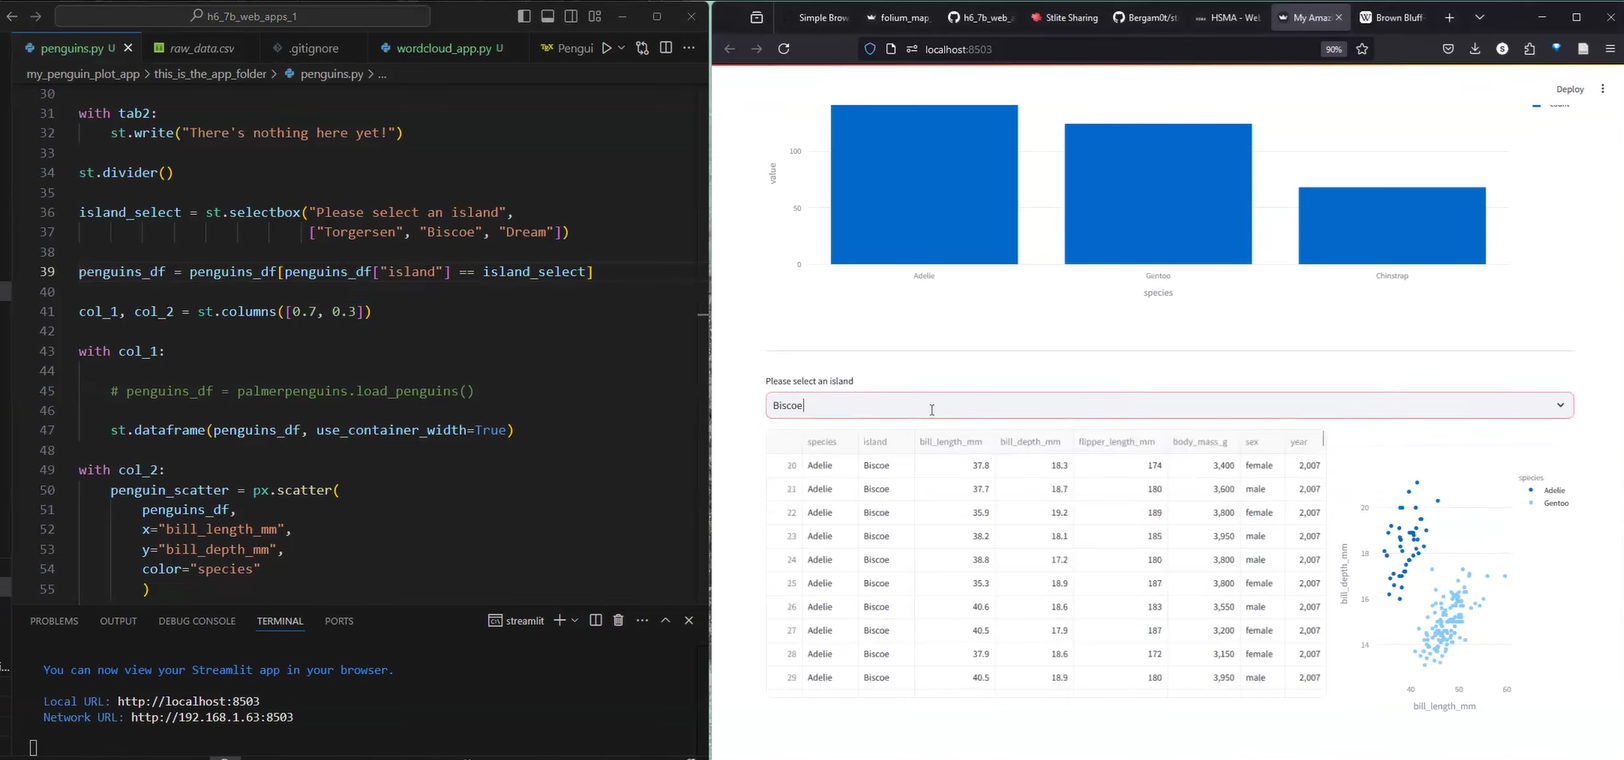 h6_7b_web_apps_1
penguins.py U
raw_data.csv
.gitignore
wordcloud_app.py U
Pengui
my_penguin_plot_app > this_is_the_app_folder > penguins.py > ...
30
31 with tab2:
32 st.write("There's nothing here yet!")
33
34 st.divider()
35
36 island_select = st.selectbox("Please select an island",
37 ["Torgersen", "Biscoe", "Dream"])
38
39 penguins_df = penguins_df[penguins_df["island"] == island_select]
40
41 col_1, col_2 = st.columns([0.7, 0.3])
42
43 with col_1:
44
45 # penguins_df = palmerpenguins.load_penguins()
46
47 st.dataframe(penguins_df, use_container_width=True)
48
49 with col_2:
50 penguin_scatter = px.scatter(
51 penguins_df,
52 x="bill_length_mm",
53 y="bill_depth_mm",
54 color="species"
55 )
PROBLEMS OUTPUT DEBUG CONSOLE TERMINAL PORTS
streamlit
You can now view your Streamlit app in your browser.
Local URL: http://localhost:8503
Network URL: http://192.168.1.63:8503
Simple Brow
folium_map_
h6_7b_web_a
Stlite Sharing
Bergam0t/st
HSMA - Wel
My Amaz
Brown Bluff
localhost:8503
90%
Deploy
count
100
50
0
value
Adelie Gentoo Chinstrap
species
Please select an island
Biscoe
species island bill_length_mm bill_depth_mm flipper_length_mm body_mass_g sex year
20 Adelie Biscoe 37.8 18.3 174 3,400 female 2,007
21 Adelie Biscoe 37.7 18.7 180 3,600 male 2,007
22 Adelie Biscoe 35.9 19.2 189 3,800 female 2,007
23 Adelie Biscoe 38.2 18.1 185 3,950 male 2,007
24 Adelie Biscoe 38.8 17.2 180 3,800 male 2,007
25 Adelie Biscoe 35.3 18.9 187 3,800 female 2,007
26 Adelie Biscoe 40.6 18.6 183 3,550 male 2,007
27 Adelie Biscoe 40.5 17.9 187 3,200 female 2,007
28 Adelie Biscoe 37.9 18.6 172 3,150 female 2,007
29 Adelie Biscoe 40.5 18.9 180 3,950 male 2,007
species
Adelie
Gentoo
20
18
16
14
bill_depth_mm
40 50 60
bill_length_mm